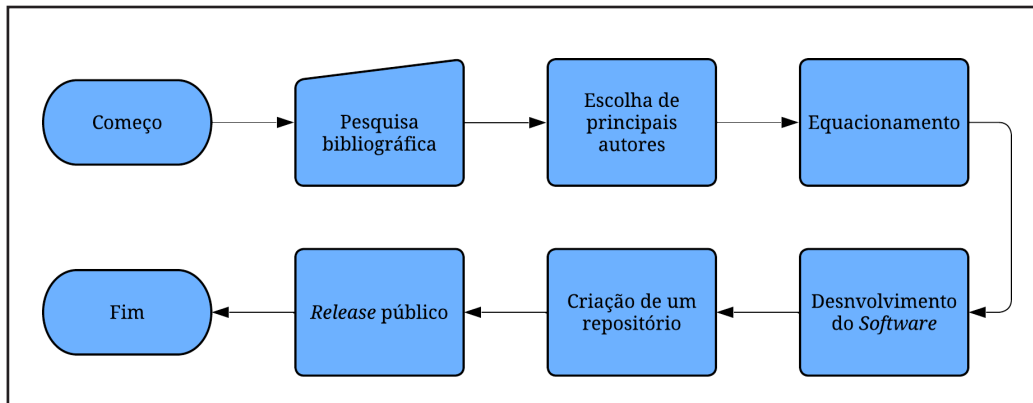 Começo
Pesquisa
bibliográfica
Escolha de
principais
autores
Equacionamento
Desnvolvimento
do Software
Criação de um
repositório
Release público
Fim